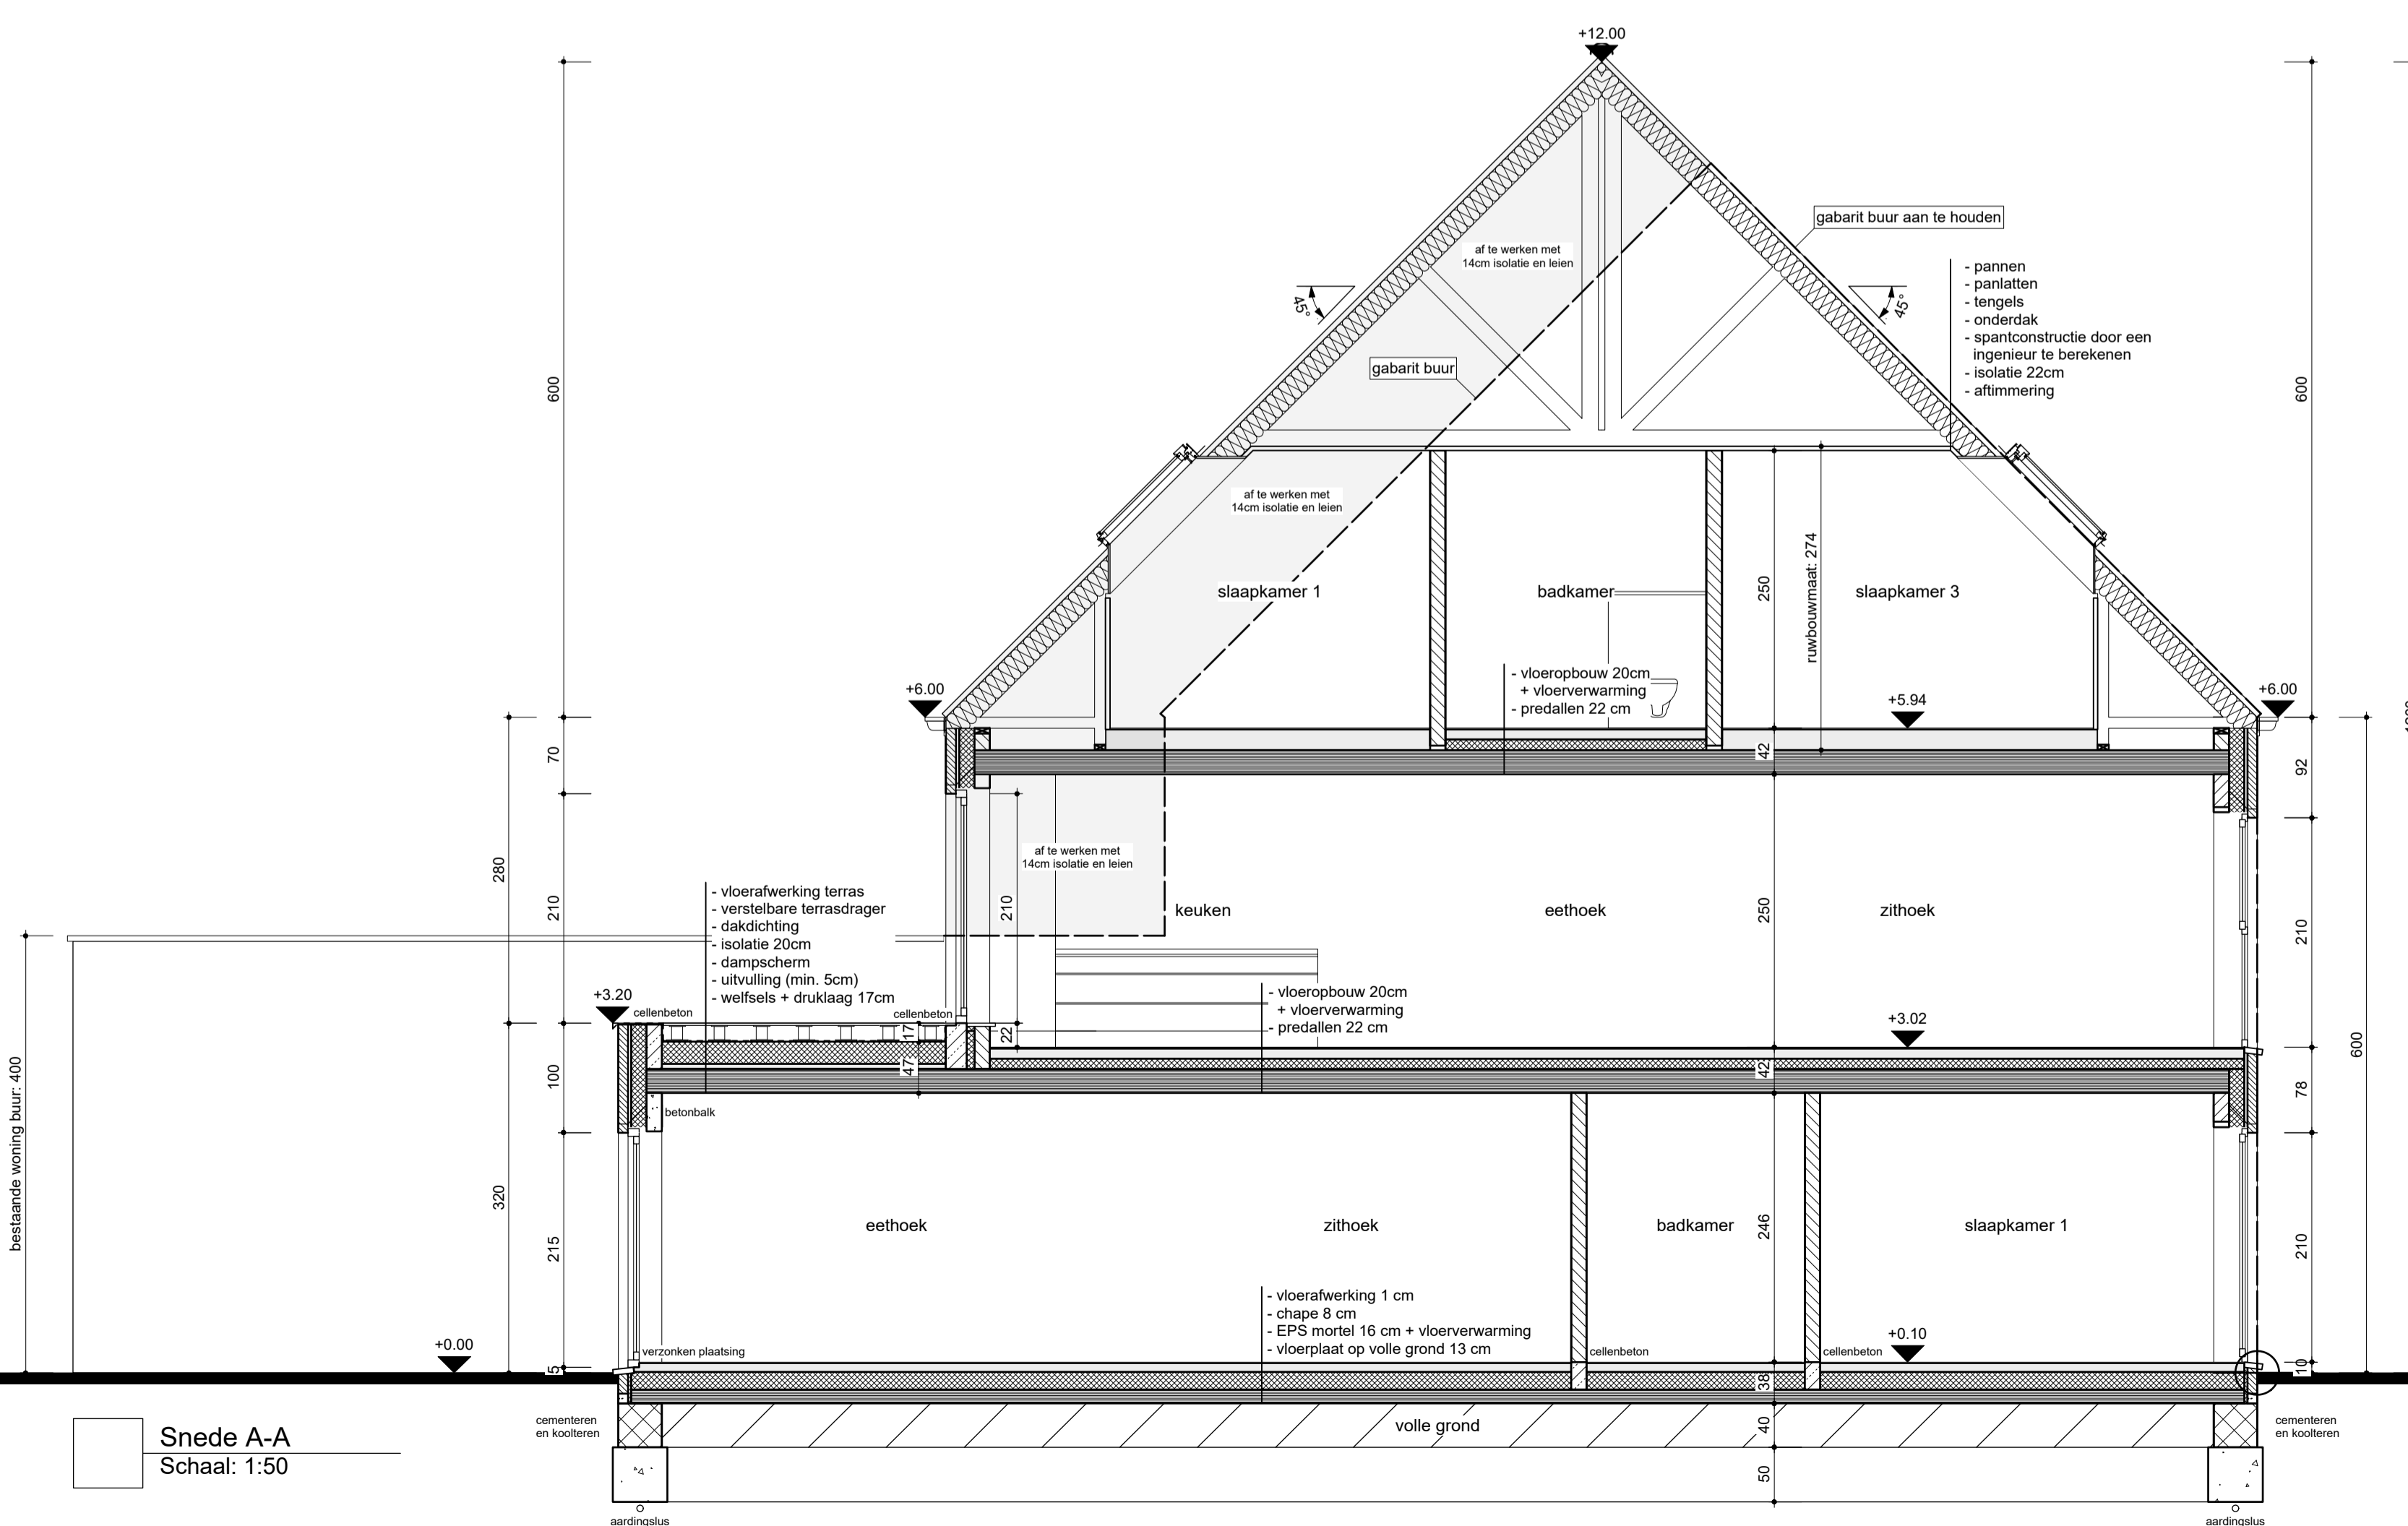 +12.00
gabarit buur aan te houden
af te werken met
14cm isolatie en leien
- pannen
- panlatten
- tengels
- onderdak
- spantconstructie door een
ingenieur te berekenen
- isolatie 22cm
- aftimmering
45°
45°
gabarit buur
600
600
af te werken met
14cm isolatie en leien
slaapkamer 1
badkamer
250
ruwbouwmaat: 274
slaapkamer 3
- vloeropbouw 20cm
+ vloerverwarming
- predallen 22 cm
+6.00
+5.94
+6.00
70
42
92
af te werken met
14cm isolatie en leien
280
210
210
keuken
eethoek
250
zithoek
210
- vloerafwerking terras
- verstelbare terrasdrager
- dakdichting
- isolatie 20cm
- dampscherm
- uitvulling (min. 5cm)
- welfsels + druklaag 17cm
+3.20
cellenbeton
cellenbeton
- vloeropbouw 20cm
+ vloerverwarming
- predallen 22 cm
+3.02
17
22
47
42
100
78
600
betonbalk
bestaande woning buur: 400
320
215
eethoek
zithoek
badkamer
246
slaapkamer 1
210
- vloerafwerking 1 cm
- chape 8 cm
- EPS mortel 16 cm + vloerverwarming
- vloerplaat op volle grond 13 cm
+0.00
verzonken plaatsing
cellenbeton
cellenbeton
+0.10
5
38
10
cementeren
en koolteren
volle grond
40
cementeren
en koolteren
Snede A-A
Schaal: 1:50
50
aardingslus
aardingslus